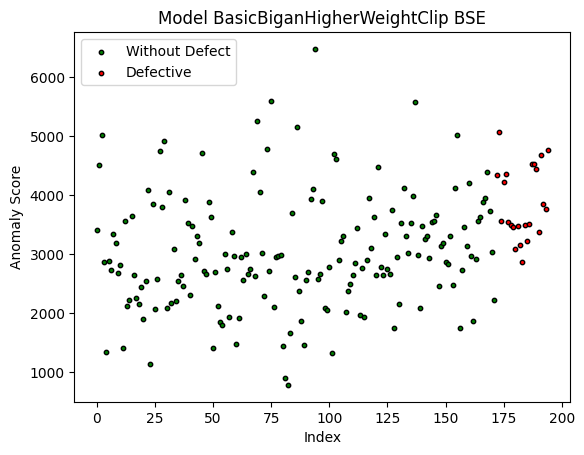 Model BasicBiganHigherWeightClip BSE
Without Defect
Defective
Anomaly Score
6000
5000
4000
3000
2000
1000
0 25 50 75 100 125 150 175 200
Index